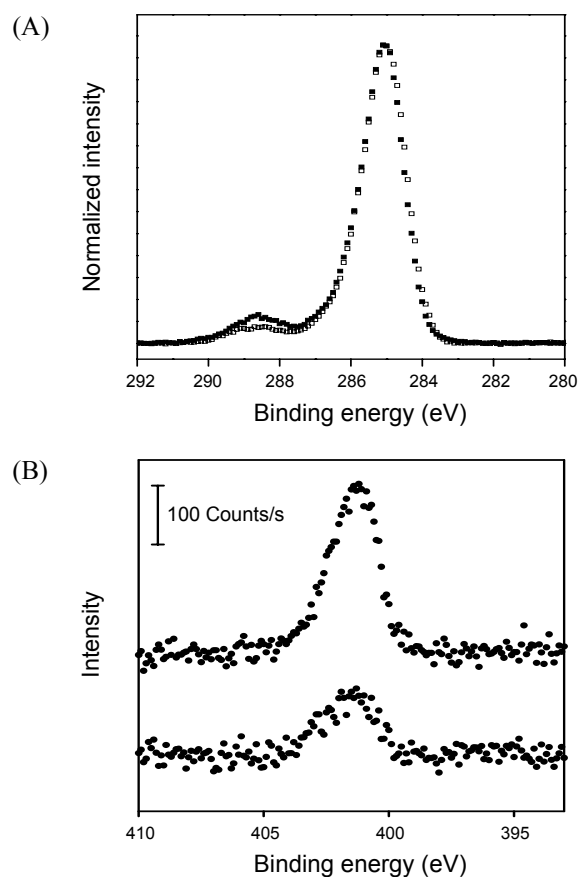 (A)
Normalized intensity
292 290 288 286 284 282 280
Binding energy (eV)
(B)
100 Counts/s
Intensity
410 405 400 395
Binding energy (eV)